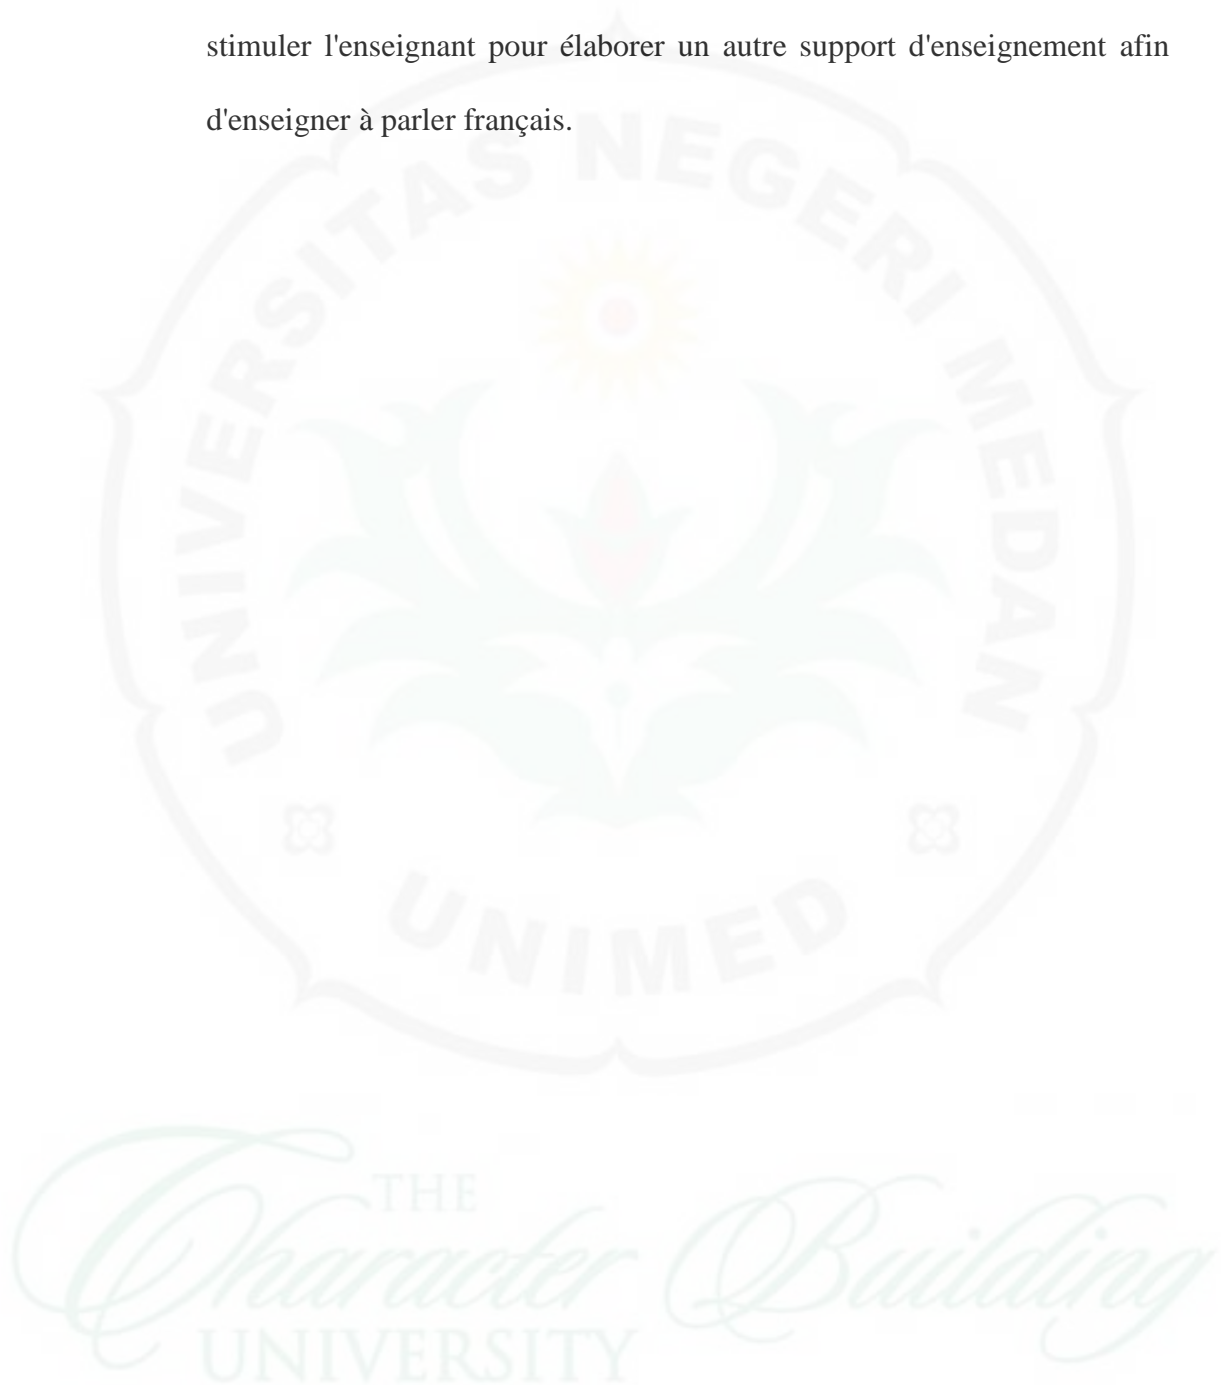 stimuler l'enseignant pour élaborer un autre support d'enseignement afin
d'enseigner à parler français.
UNIVERSITAS NEGERI MEDAN
UNIMED
THE
Character Building
UNIVERSITY